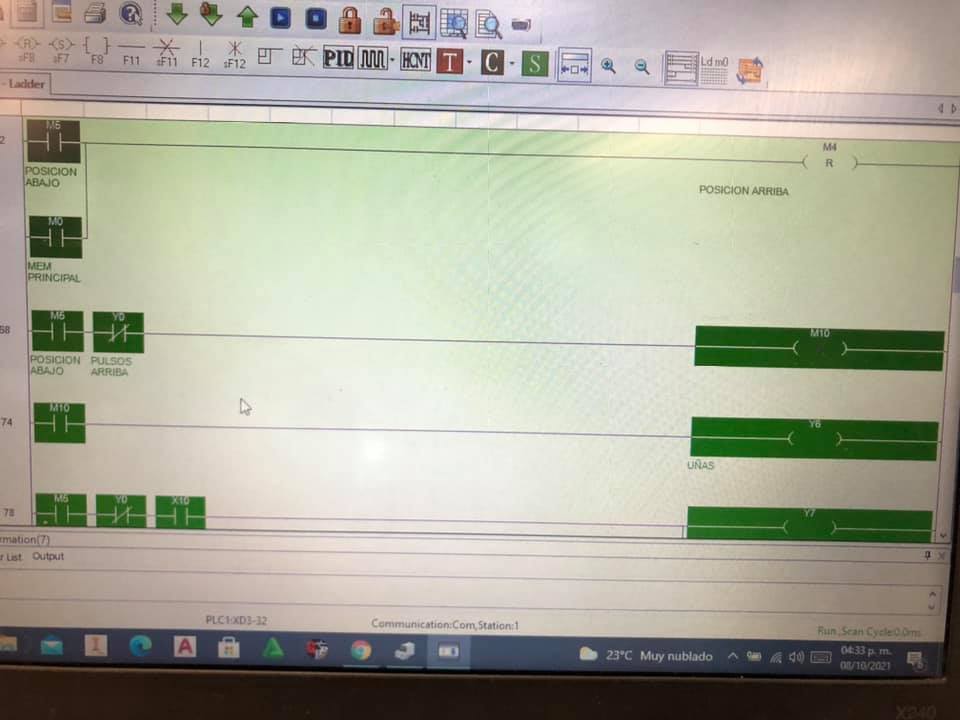 (R) (S) { }
sF8 sF7 F8 F11 sF11 F12 sF12 PID HCNT T C S Ld m0
- Ladder
2 M5 M4
R
POSICION
ABAJO
POSICION ARRIBA
M0
MEM
PRINCIPAL
68 M5 Y0 M10
POSICION
ABAJO
PULSOS
ARRIBA
74 M10 Y6
UÑAS
78 M5 Y0 X10 Y7
rmation(7)
r List Output
PLC1:XD3-32 Communication:Com,Station:1 Run ,Scan Cycle:0.0ms
23°C Muy nublado 04:33 p. m.
08/10/2021
X240